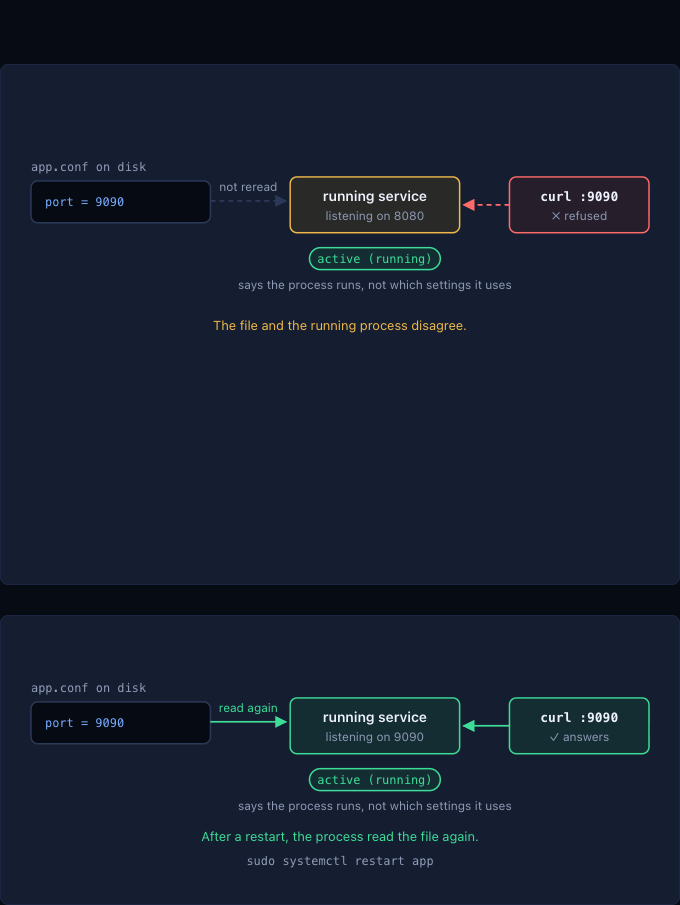 app.conf on disk
port = 9090
not reread
running service
listening on 8080
curl :9090
✕ refused
active (running)
says the process runs, not which settings it uses
The file and the running process disagree.
app.conf on disk
port = 9090
read again
running service
listening on 9090
curl :9090
✓ answers
active (running)
says the process runs, not which settings it uses
After a restart, the process read the file again.
sudo systemctl restart app